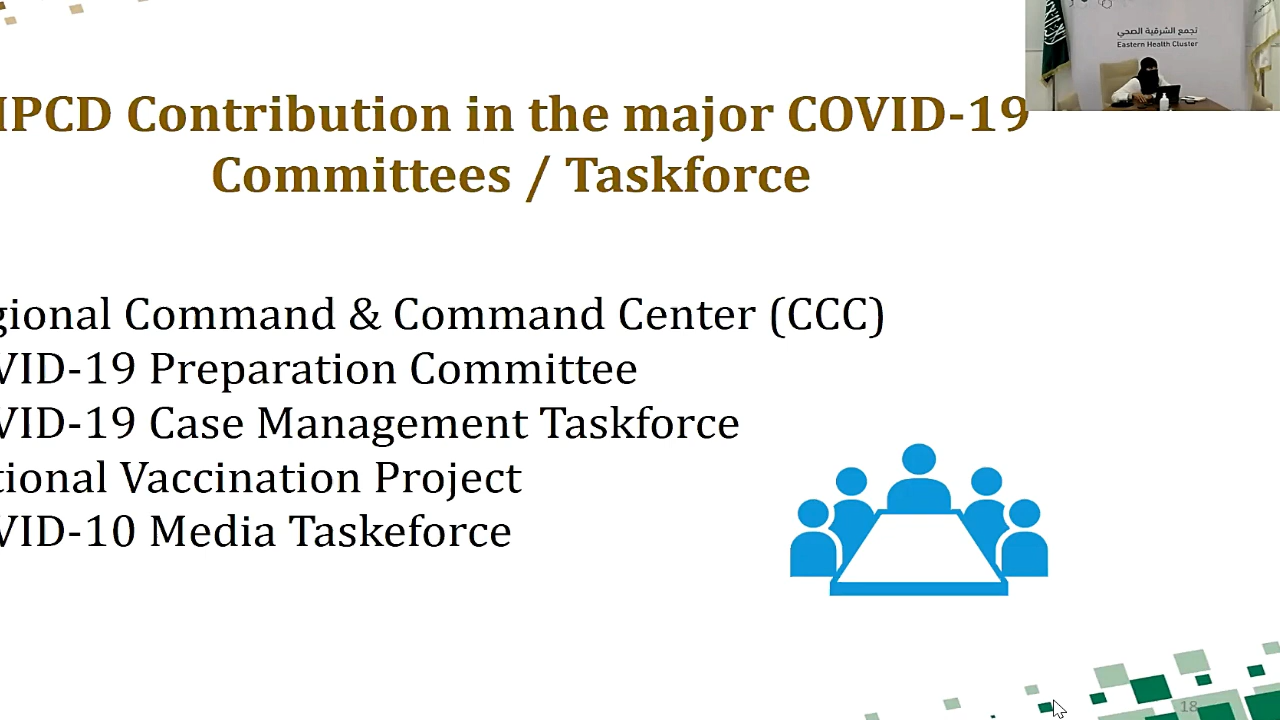 تجمع الشرقية الصحي
Eastern Health Cluster
IPCD Contribution in the major COVID-19
Committees / Taskforce
gional Command & Command Center (CCC)
VID-19 Preparation Committee
VID-19 Case Management Taskforce
tional Vaccination Project
VID-10 Media Taskeforce
18